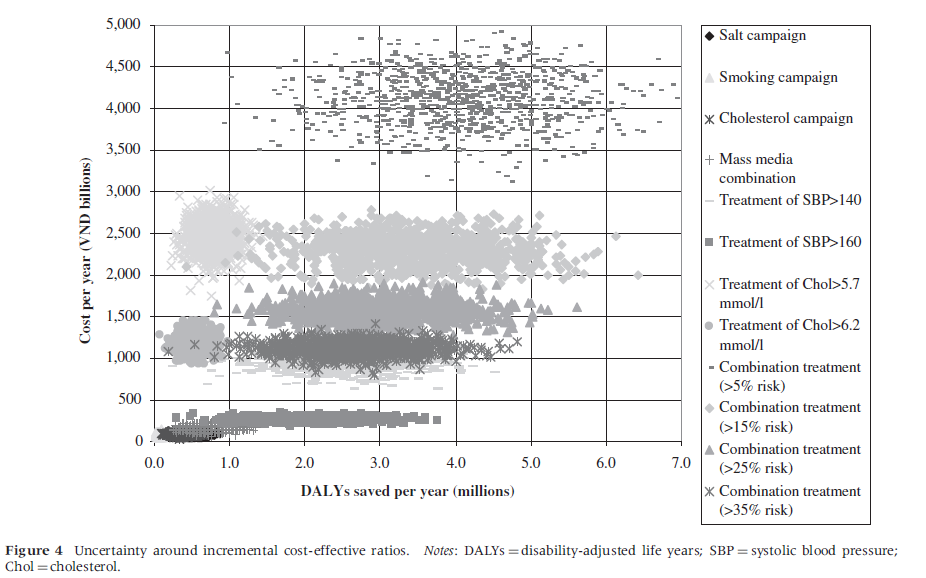 5,000
4,500
4,000
3,500
3,000
2,500
2,000
1,500
1,000
500
0
Cost per year (VND billions)
0.0 1.0 2.0 3.0 4.0 5.0 6.0 7.0
DALYs saved per year (millions)
Salt campaign
Smoking campaign
Cholesterol campaign
Mass media
combination
Treatment of SBP>140
Treatment of SBP>160
Treatment of Chol>5.7
mmol/l
Treatment of Chol>6.2
mmol/l
Combination treatment
(>5% risk)
Combination treatment
(>15% risk)
Combination treatment
(>25% risk)
Combination treatment
(>35% risk)
Figure 4 Uncertainty around incremental cost-effective ratios. Notes: DALYs = disability-adjusted life years; SBP = systolic blood pressure;
Chol = cholesterol.